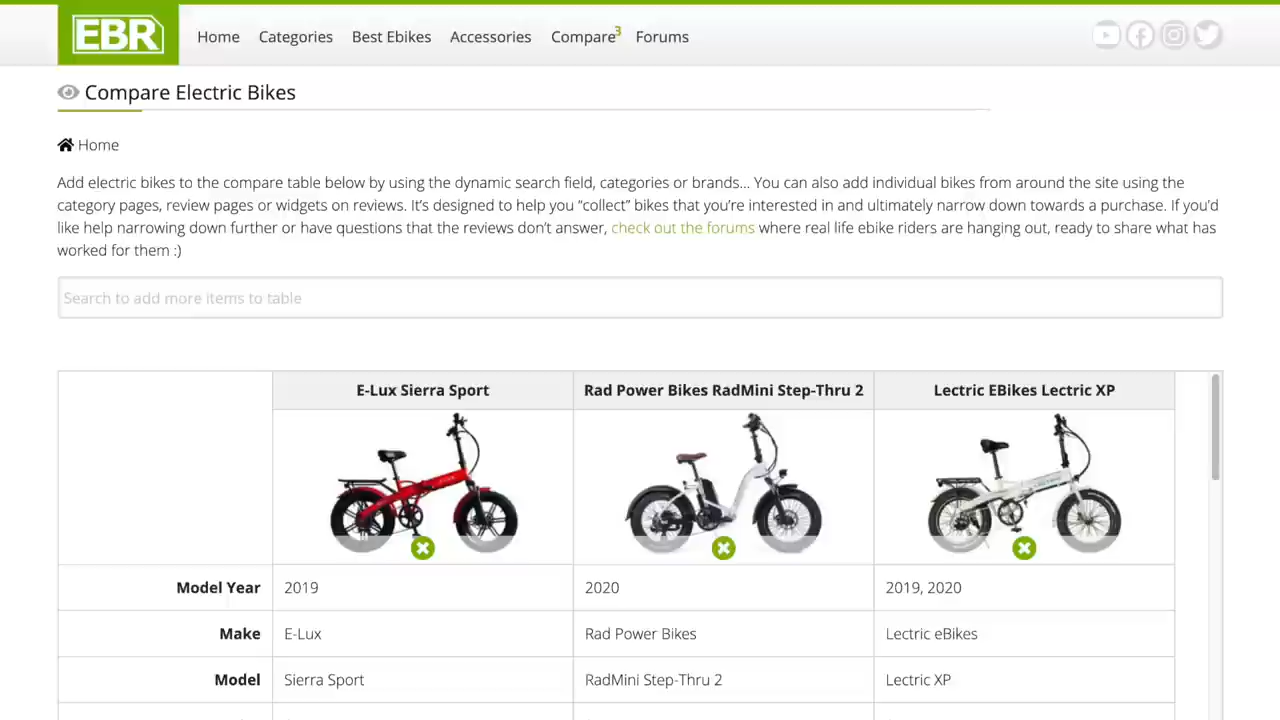 EBR
Home Categories Best Ebikes Accessories Compare3 Forums
Compare Electric Bikes
Home
Add electric bikes to the compare table below by using the dynamic search field, categories or brands... You can also add individual bikes from around the site using the
category pages, review pages or widgets on reviews. It's designed to help you “collect” bikes that you're interested in and ultimately narrow down towards a purchase. If you'd
like help narrowing down further or have questions that the reviews don't answer, check out the forums where real life ebike riders are hanging out, ready to share what has
worked for them :)
Search to add more items to table
E-Lux Sierra Sport Rad Power Bikes RadMini Step-Thru 2 Lectric EBikes Lectric XP
Model Year 2019 2020 2019, 2020
Make E-Lux Rad Power Bikes Lectric eBikes
Model Sierra Sport RadMini Step-Thru 2 Lectric XP